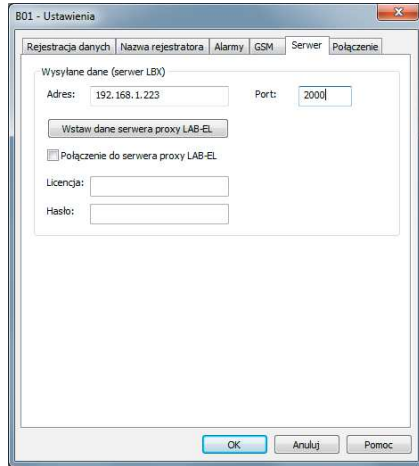 B01 - Ustawienia
Rejestracja danych Nazwa rejestratora Alarmy GSM Serwer Połączenie
Wysyłane dane (serwer LBX)
Adres: 192.168.1.223 Port: 2000
Wstaw dane serwera proxy LAB-EL
Połączenie do serwera proxy LAB-EL
Licencja:
Hasło:
OK Anuluj Pomoc